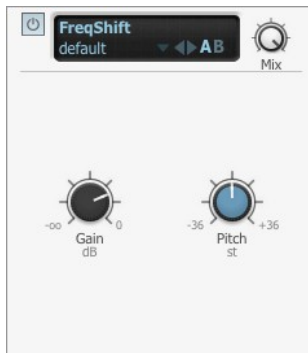 FreqShift
default
AB
Mix
-oo
0
Gain
dB
-36
+36
Pitch
st